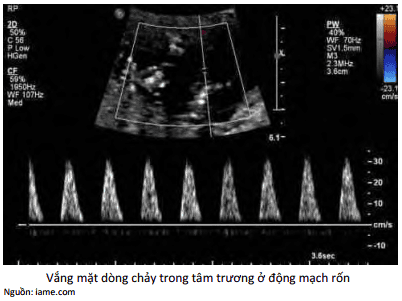 RP
2D
50%
C 56
P Low
HGen
CF
59%
1950Hz
WF 107Hz
Med
PW
40%
WF 70Hz
SV1.5mm
M3
2.3MHz
3.6cm
+23.1
-23.1
cm/s
x
6.1
30
20
10
cm/s
-10
3.6svp
Vắng mặt dòng chảy trong tâm trương ở động mạch rốn
Nguồn: iame.com